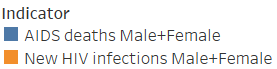 Indicator
AIDS deaths Male+Female
New HIV infections Male+Female